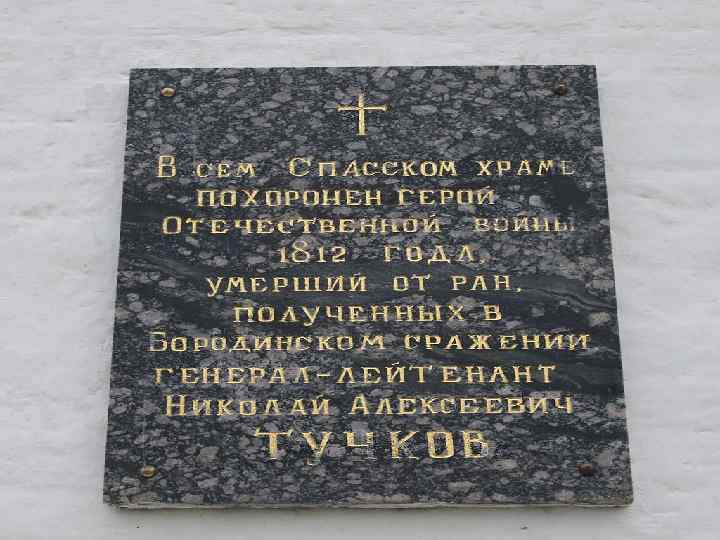 В сем Спасском храме
похоронен герой
Отечественной войны
1812 года,
умерший от ран,
полученных в
Бородинском сражении
генерал-лейтенант
Николай Алексеевич
Тучков